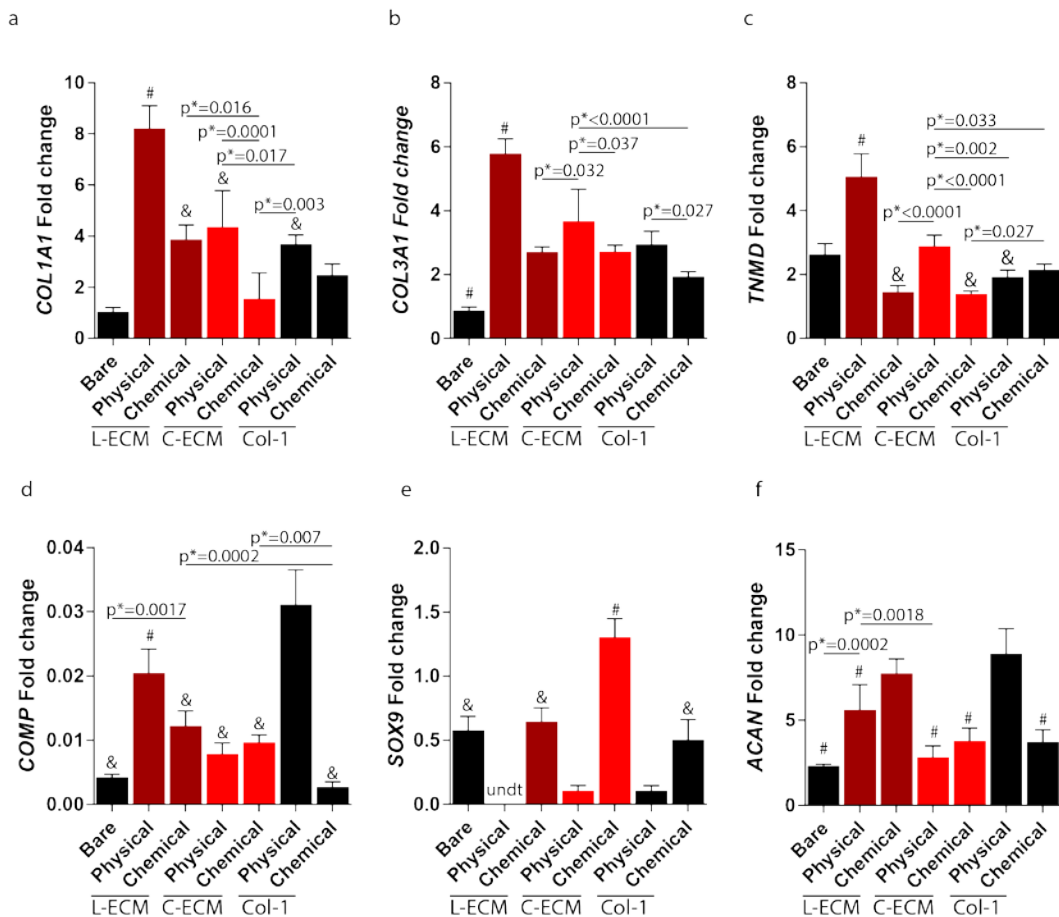 a
b
c
COL1A1 Fold change
10
8
6
4
2
0
#
p*=0.016
p*=0.0001
p*=0.017
& & p*=0.003 &
Bare Physical Chemical Physical Chemical Physical Chemical
L-ECM C-ECM Col-1
COL3A1 Fold change
8
6
4
2
0
#
#
p*<0.0001
p*=0.037
p*=0.032
p*=0.027
Bare Physical Chemical Physical Chemical Physical Chemical
L-ECM C-ECM Col-1
TNMD Fold change
8
6
4
2
0
#
p*=0.033
p*=0.002
p*<0.0001
p*<0.0001
p*=0.027
& & &
Bare Physical Chemical Physical Chemical Physical Chemical
L-ECM C-ECM Col-1
d
e
f
COMP Fold change
0.04
0.03
0.02
0.01
0.00
p*=0.007
p*=0.0002
p*=0.0017
& # & & & &
Bare Physical Chemical Physical Chemical Physical Chemical
L-ECM C-ECM Col-1
SOX9 Fold change
2.0
1.5
1.0
0.5
0.0
& undt & # &
Bare Physical Chemical Physical Chemical Physical Chemical
L-ECM C-ECM Col-1
ACAN Fold change
15
10
5
0
p*=0.0018
p*=0.0002
# # # # #
Bare Physical Chemical Physical Chemical Physical Chemical
L-ECM C-ECM Col-1